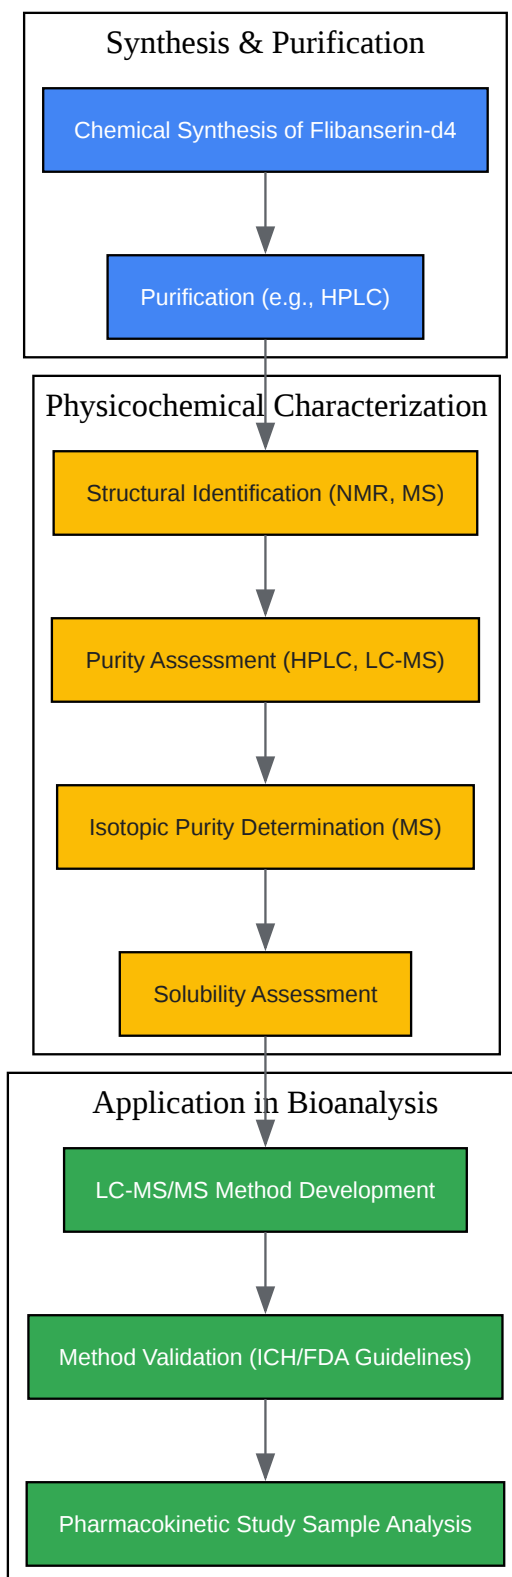 Synthesis & Purification
Chemical Synthesis of Flibanserin-d4
Purification (e.g., HPLC)
Physicochemical Characterization
Structural Identification (NMR, MS)
Purity Assessment (HPLC, LC-MS)
Isotopic Purity Determination (MS)
Solubility Assessment
Application in Bioanalysis
LC-MS/MS Method Development
Method Validation (ICH/FDA Guidelines)
Pharmacokinetic Study Sample Analysis